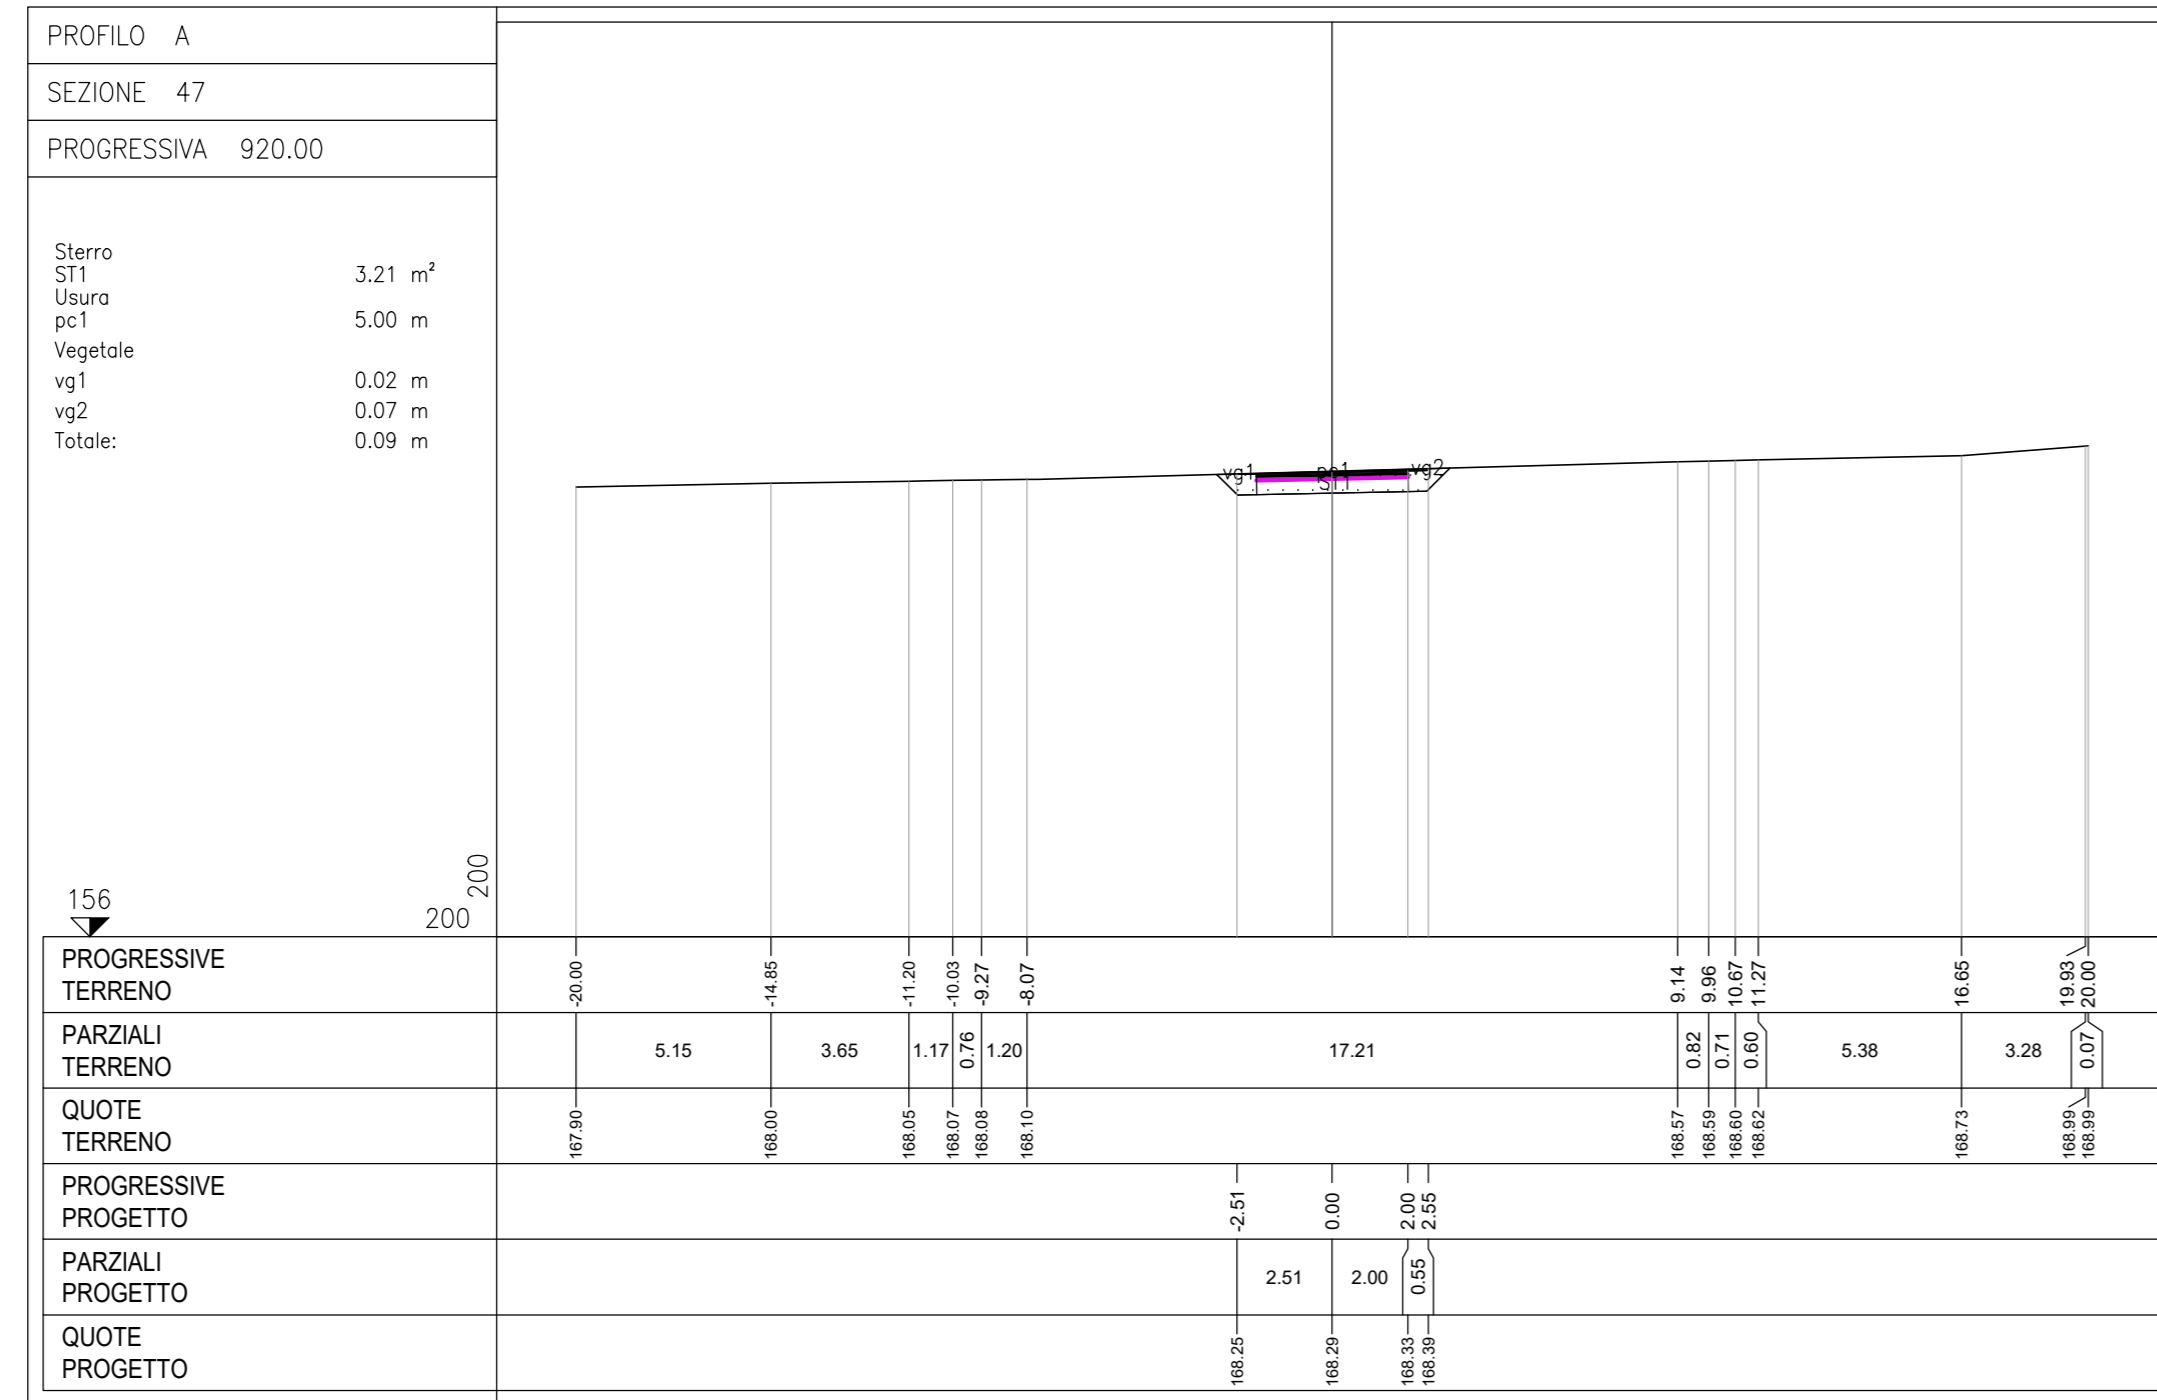 PROFILO A
SEZIONE 47
PROGRESSIVA 920.00
Sterro
ST1 3.21 m²
Usura
pc1 5.00 m
Vegetale
vg1 0.02 m
vg2 0.07 m
Totale: 0.09 m
vg1 pc1 vg2
ST1
200
156
200
PROGRESSIVE
TERRENO
-20.00 -14.85 -11.20 -10.03 -9.27 -8.07 9.14 9.96 10.67 11.27 16.65 19.93 20.00
PARZIALI
TERRENO
5.15 3.65 1.17 0.76 1.20 17.21 0.82 0.71 0.60 5.38 3.28 0.07
QUOTE
TERRENO
167.90 168.00 168.05 168.07 168.08 168.10 168.57 168.59 168.60 168.62 168.73 168.99 168.99
PROGRESSIVE
PROGETTO
-2.51 0.00 2.00 2.55
PARZIALI
PROGETTO
2.51 2.00 0.55
QUOTE
PROGETTO
168.25 168.29 168.33 168.39